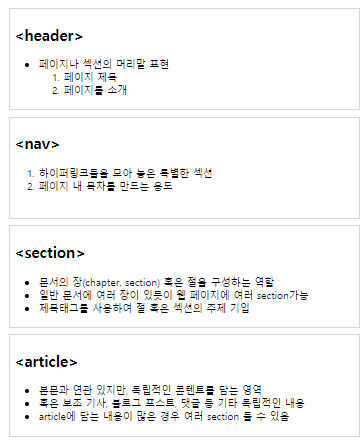 <header>
• 페이지나 섹션의 머리말 표현
1. 페이지 제목
2. 페이지를 소개
<nav>
1. 하이퍼링크들을 모아 놓은 특별한 섹션
2. 페이지 내 목차를 만드는 용도
<section>
• 문서의 장(chapter, section) 혹은 절을 구성하는 역할
• 일반 문서에 여러 장이 있듯이 웹 페이지에 여러 section가능
• 제목태그를 사용하여 절 혹은 섹션의 주제 기입
<article>
• 본문과 연관 있지만, 독립적인 콘텐트를 담는 영역
• 혹은 보조 기사, 블로그 포스트, 댓글 등 기타 독립적인 내용
• article에 담는 내용이 많은 경우 여러 section 둘 수 있음